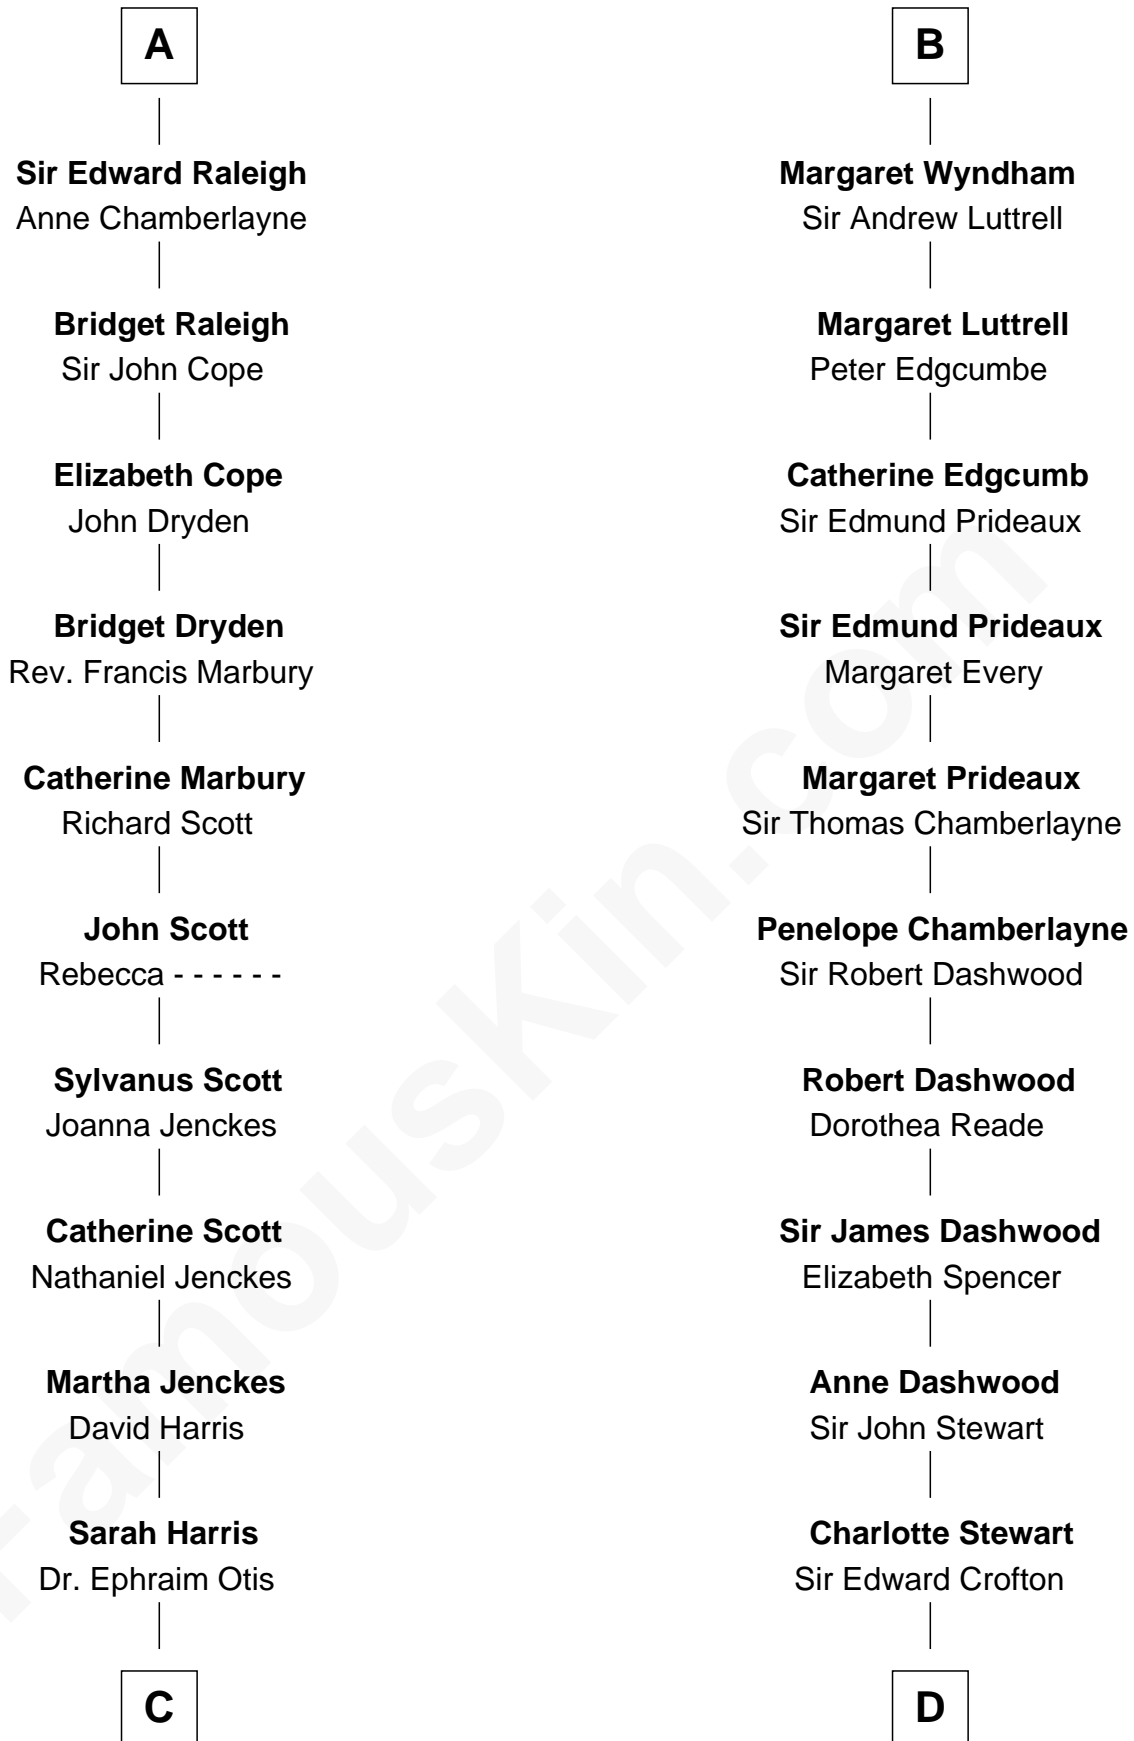 A
Sir Edward Raleigh
Anne Chamberlayne
Bridget Raleigh
Sir John Cope
Elizabeth Cope
John Dryden
Bridget Dryden
Rev. Francis Marbury
Catherine Marbury
Richard Scott
John Scott
Rebecca - - - - - -
Sylvanus Scott
Joanna Jenckes
Catherine Scott
Nathaniel Jenckes
Martha Jenckes
David Harris
Sarah Harris
Dr. Ephraim Otis
C
B
Margaret Wyndham
Sir Andrew Luttrell
Margaret Luttrell
Peter Edgcumbe
Catherine Edgcumb
Sir Edmund Prideaux
Sir Edmund Prideaux
Margaret Every
Margaret Prideaux
Sir Thomas Chamberlayne
Penelope Chamberlayne
Sir Robert Dashwood
Robert Dashwood
Dorothea Reade
Sir James Dashwood
Elizabeth Spencer
Anne Dashwood
Sir John Stewart
Charlotte Stewart
Sir Edward Crofton
D
FamousKin.com